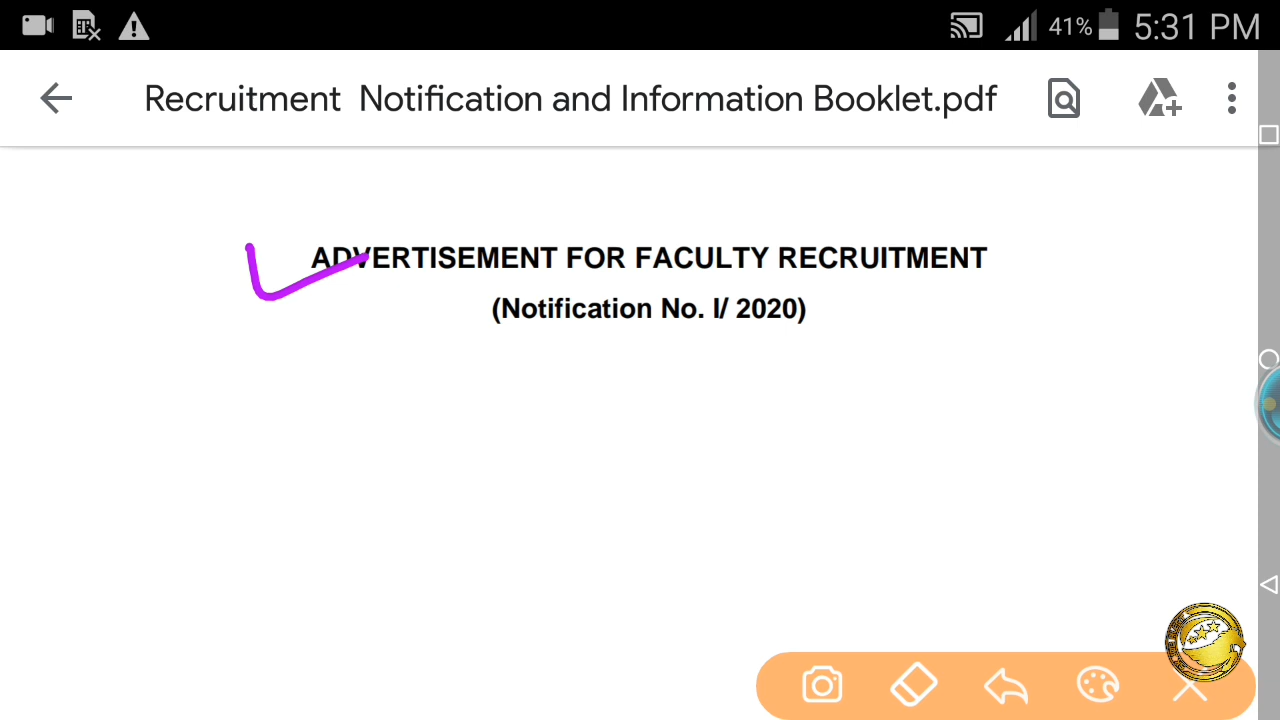 41% 5:31 PM
Recruitment Notification and Information Booklet.pdf
ADVERTISEMENT FOR FACULTY RECRUITMENT
(Notification No. I/ 2020)